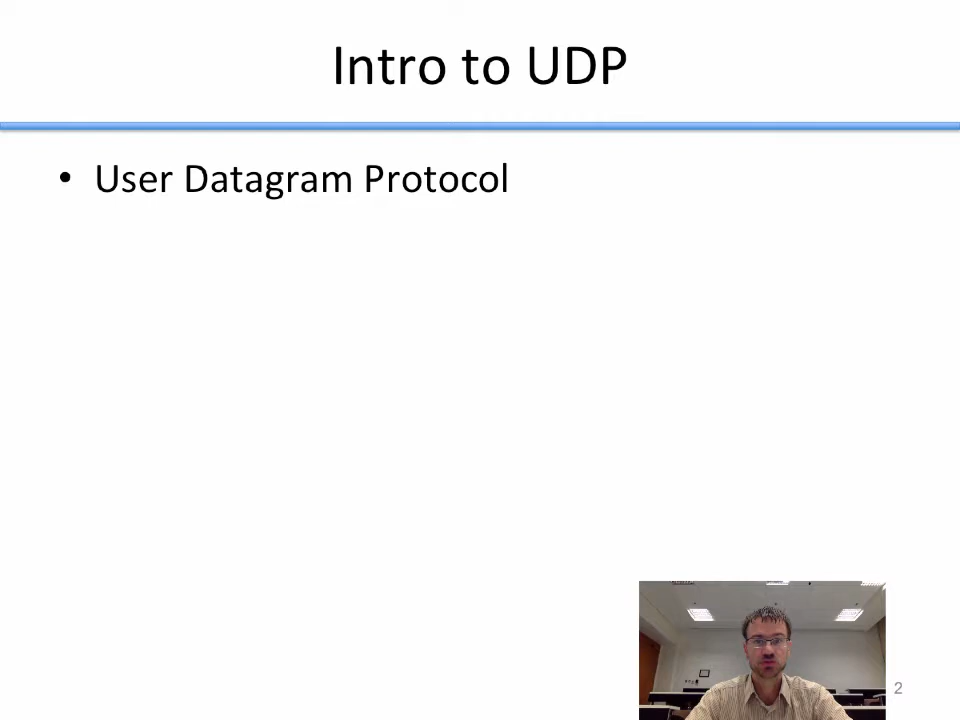 Intro to UDP
• User Datagram Protocol
2